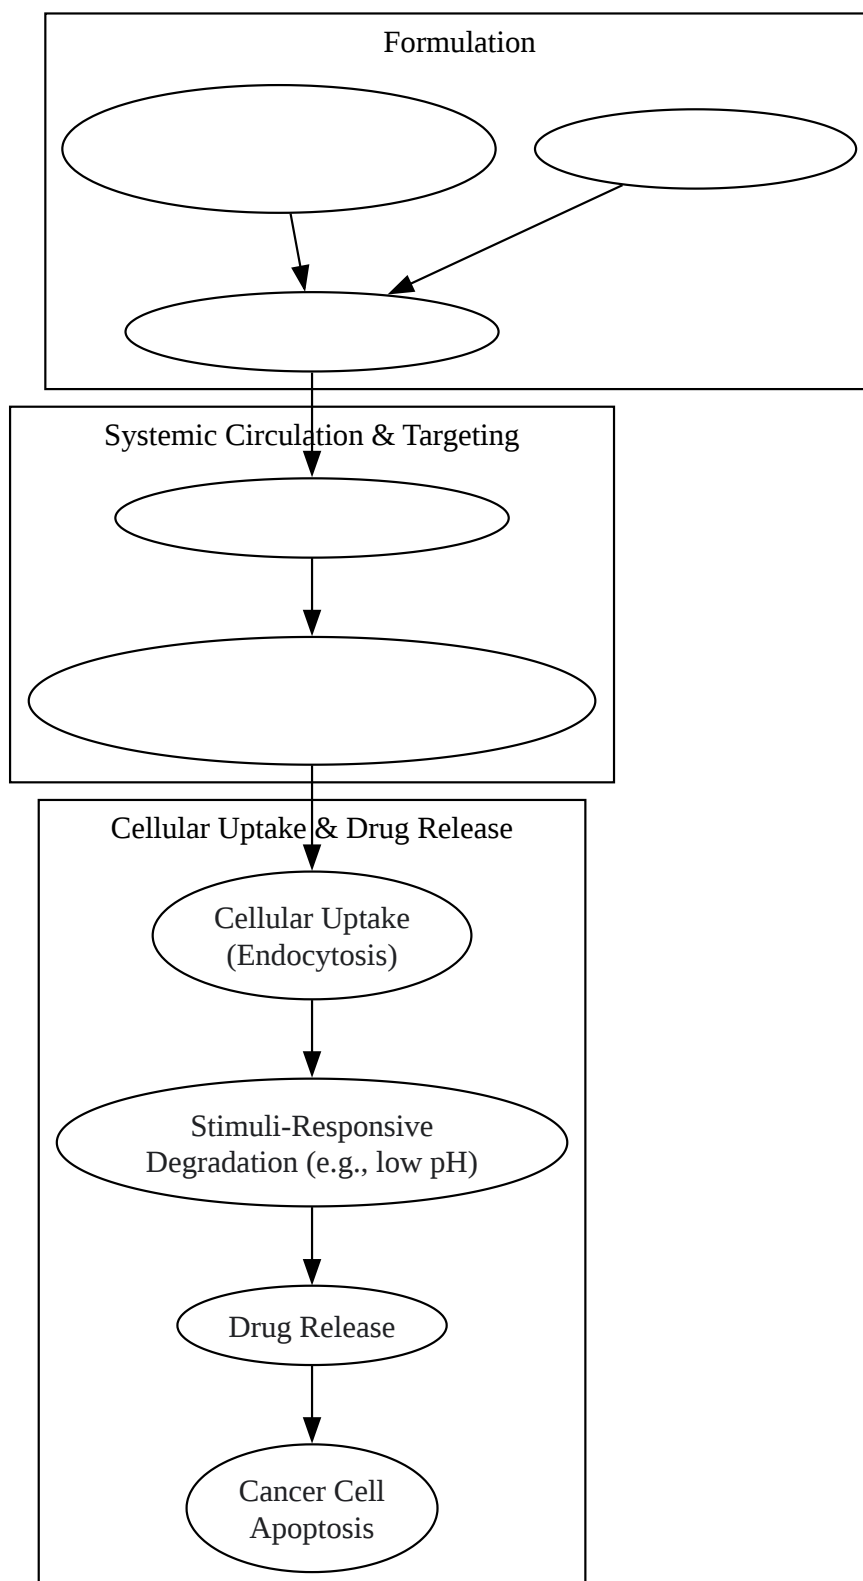 Formulation
Systemic Circulation & Targeting
Cellular Uptake & Drug Release
Cellular Uptake
(Endocytosis)
Stimuli-Responsive
Degradation (e.g., low pH)
Drug Release
Cancer Cell
Apoptosis